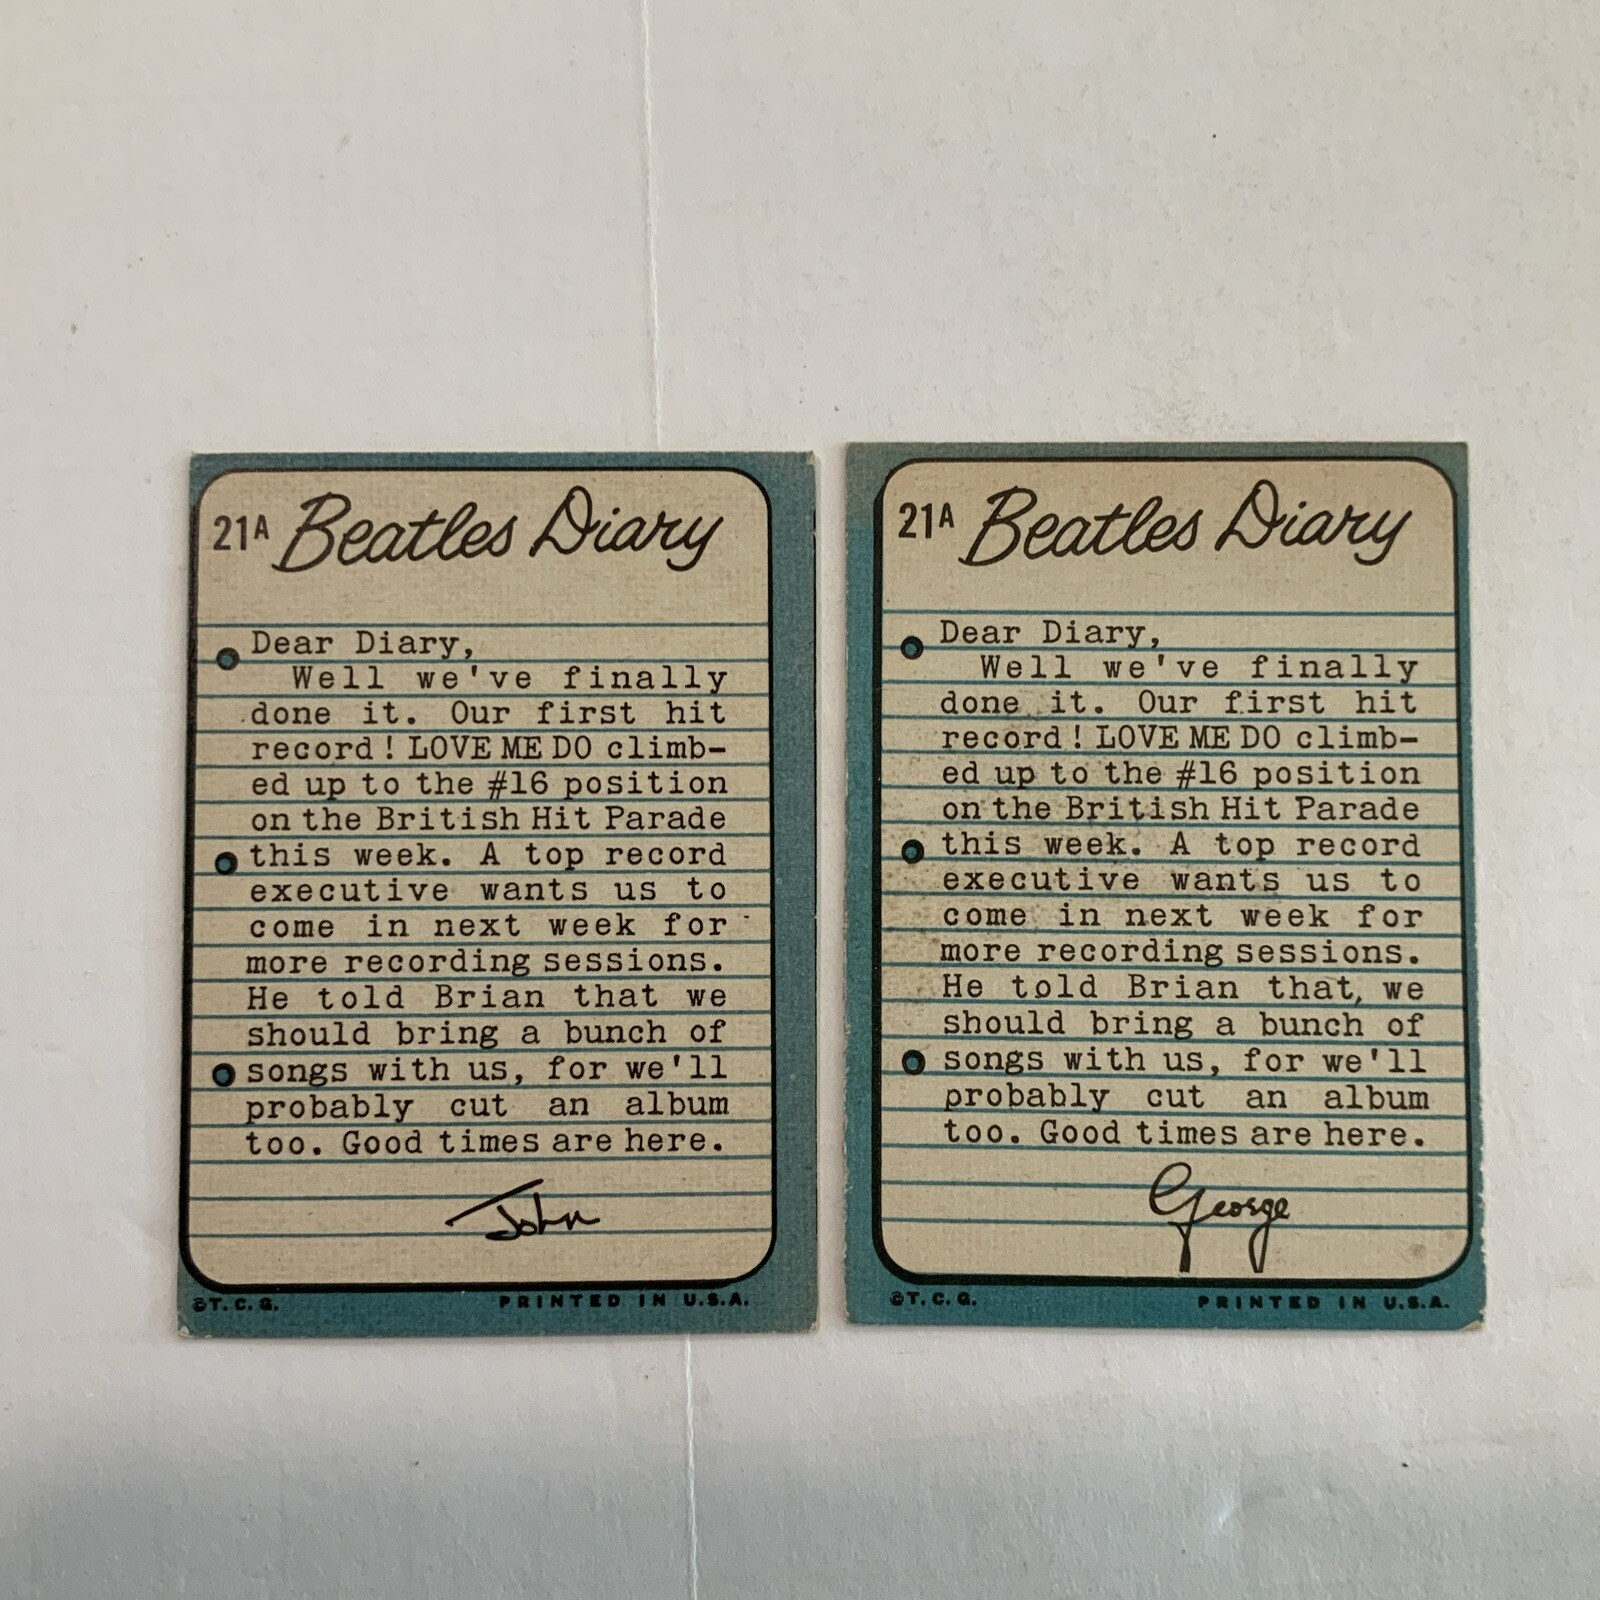 21A Beatles Diary
Dear Diary,
Well we've finally
done it. Our first hit
record! LOVE ME DO climb-
ed up to the #16 position
on the British Hit Parade
this week. A top record
executive wants us to
come in next week for
more recording sessions.
He told Brian that we
should bring a bunch of
songs with us, for we'll
probably cut an album
too. Good times are here.
John
©T.C.G. PRINTED IN U.S.A.
21A Beatles Diary
Dear Diary,
Well we've finally
done it. Our first hit
record! LOVE ME DO climb-
ed up to the #16 position
on the British Hit Parade
this week. A top record
executive wants us to
come in next week for
more recording sessions.
He told Brian that we
should bring a bunch of
songs with us, for we'll
probably cut an album
too. Good times are here.
George
©T.C.G. PRINTED IN U.S.A.